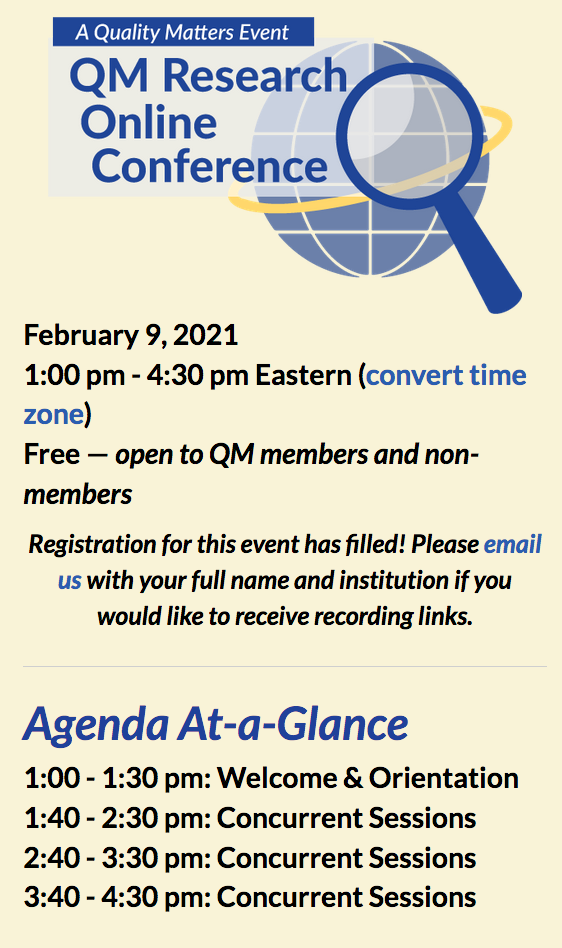 A Quality Matters Event
QM Research
Online
Conference
February 9, 2021
1:00 pm - 4:30 pm Eastern (convert time
zone)
Free — open to QM members and non-
members
Registration for this event has filled! Please email
us with your full name and institution if you
would like to receive recording links.
Agenda At-a-Glance
1:00 - 1:30 pm: Welcome & Orientation
1:40 - 2:30 pm: Concurrent Sessions
2:40 - 3:30 pm: Concurrent Sessions
3:40 - 4:30 pm: Concurrent Sessions